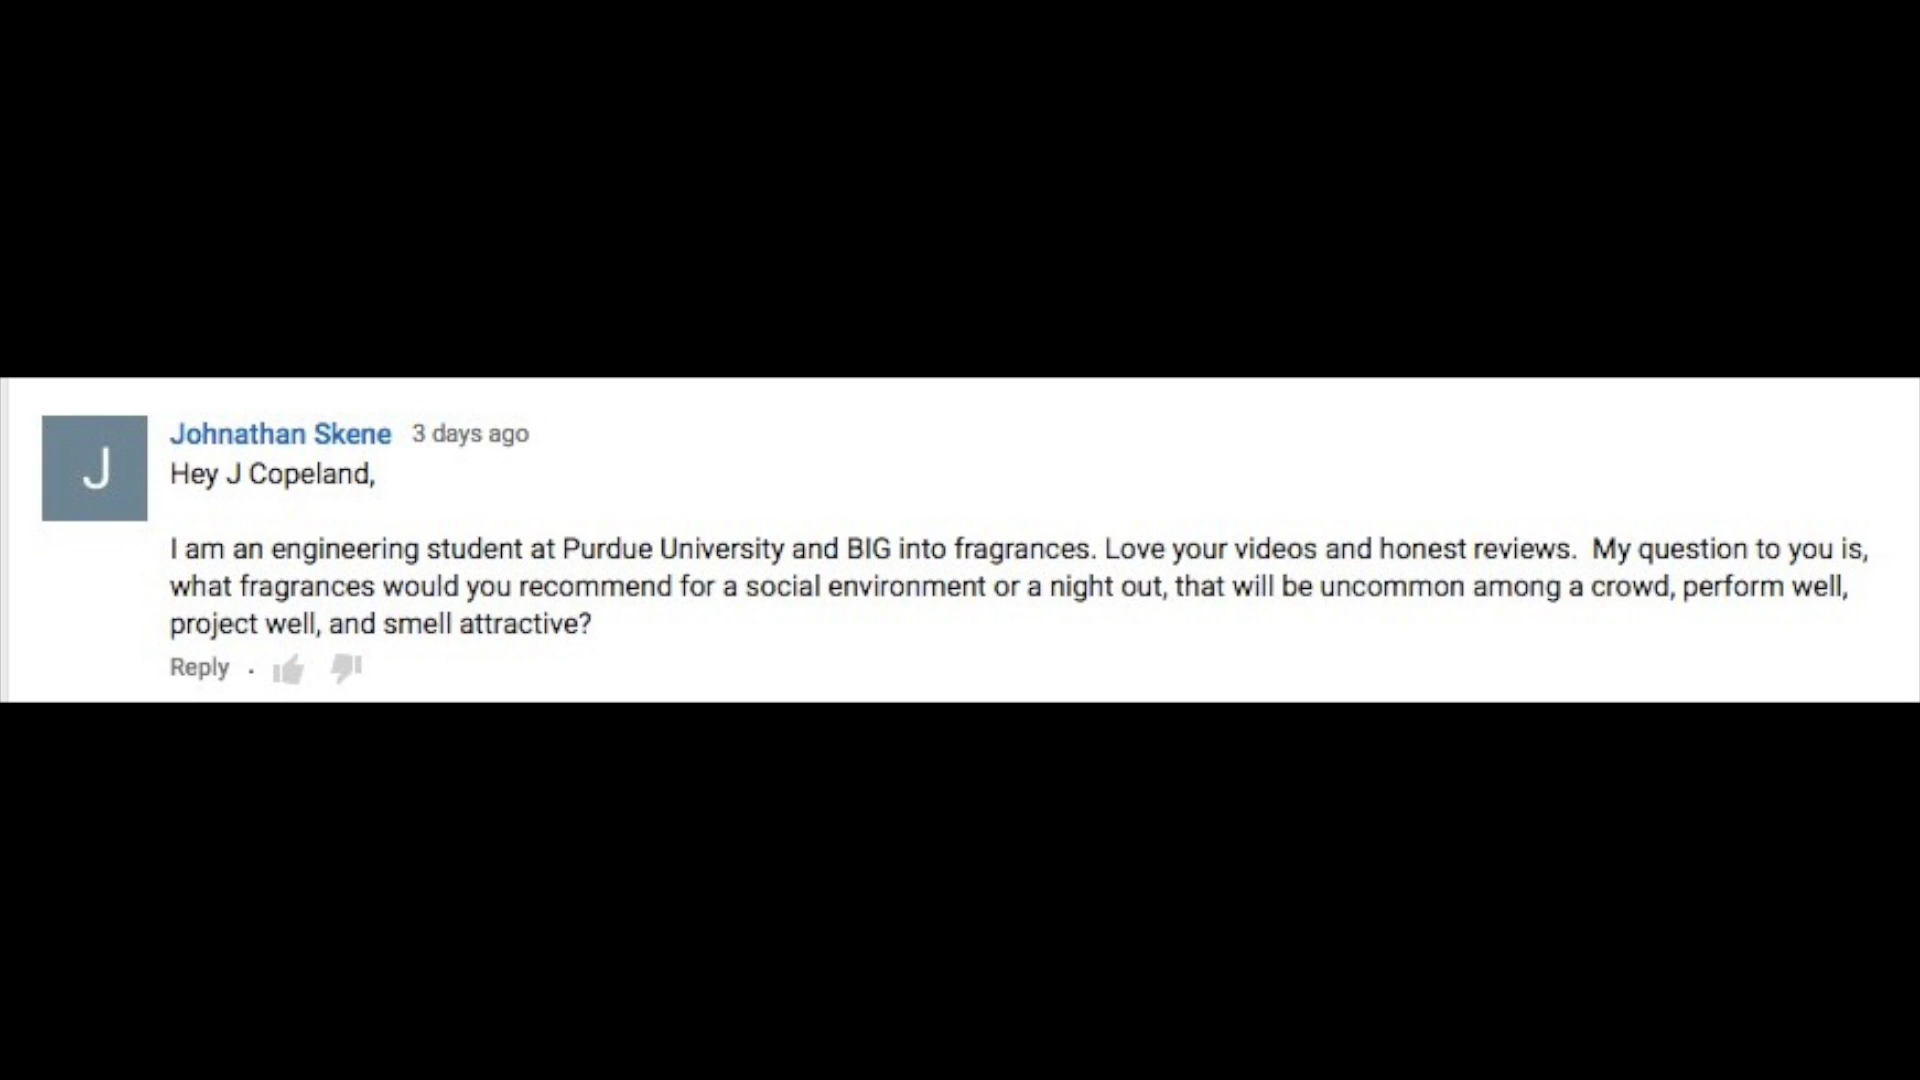 J
Johnathan Skene 3 days ago
Hey J Copeland,
I am an engineering student at Purdue University and BIG into fragrances. Love your videos and honest reviews.  My question to you is,
what fragrances would you recommend for a social environment or a night out, that will be uncommon among a crowd, perform well,
project well, and smell attractive?
Reply .